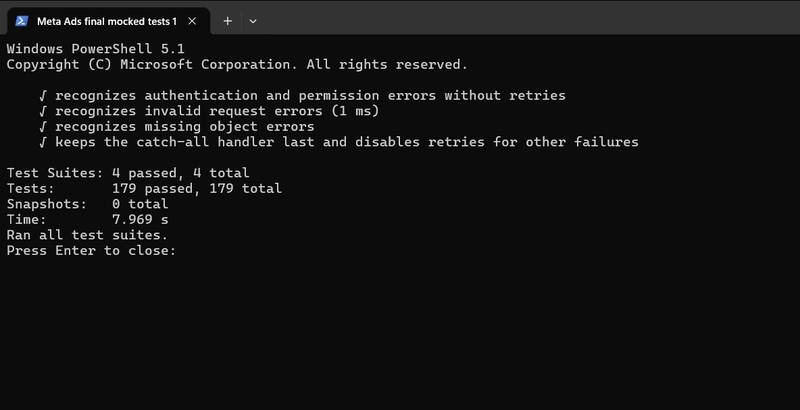 Meta Ads final mocked tests 1
Windows PowerShell 5.1
Copyright (C) Microsoft Corporation. All rights reserved.
√ recognizes authentication and permission errors without retries
√ recognizes invalid request errors (1 ms)
√ recognizes missing object errors
√ keeps the catch-all handler last and disables retries for other failures
Test Suites: 4 passed, 4 total
Tests:       179 passed, 179 total
Snapshots:   0 total
Time:        7.969 s
Ran all test suites.
Press Enter to close: